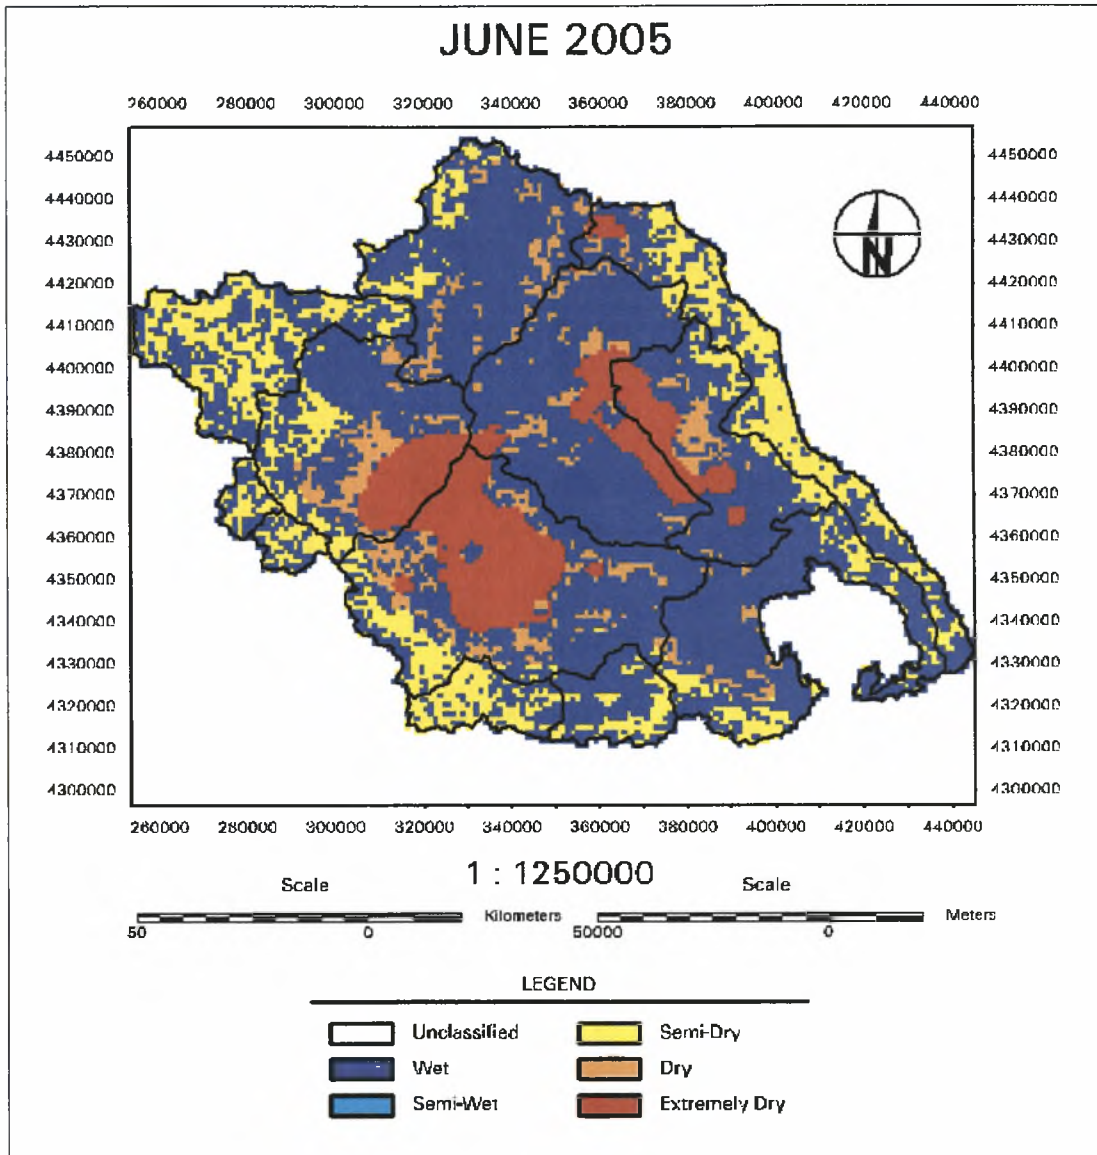 JUNE 2005
260000 280000 300000 320000 340000 360000 380000 400000 420000 440000
4450000 4450000
4440000 4440000
4430000 4430000
4420000 4420000
4410000 4410000
4400000 4400000
4390000 4390000
4380000 4380000
4370000 4370000
4360000 4360000
4350000 4350000
4340000 4340000
4330000 4330000
4320000 4320000
4310000 4310000
4300000 4300000
N
260000 280000 300000 320000 340000 360000 380000 400000 420000 440000
Scale 1 : 1250000 Scale
Kilometers Meters
50 0 50000 0
LEGEND
Unclassified Semi-Dry
Wet Dry
Semi-Wet Extremely Dry